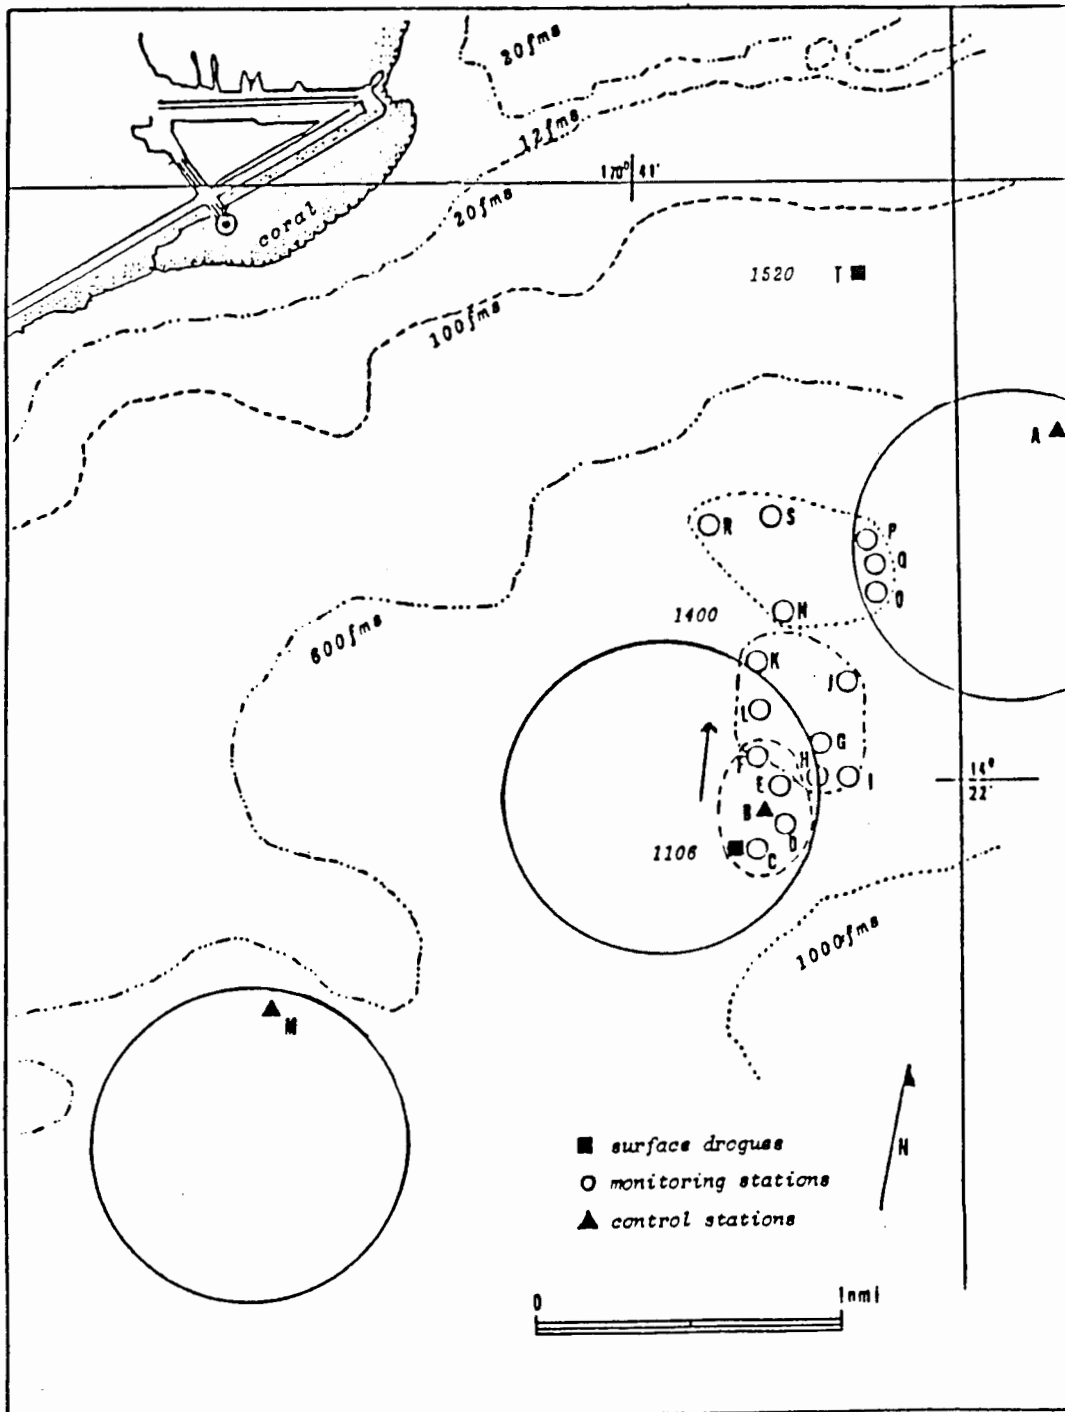 20fms
12fms
170° 41'
20fms
coral
1520 T
100fms
A
R S
P
Q
O
N
1400
600fms
K
J
L
G
F H
E I
14°
22'
B
D
1106
C
1000fms
M
N
surface drogues
monitoring stations
control stations
0 1nmi